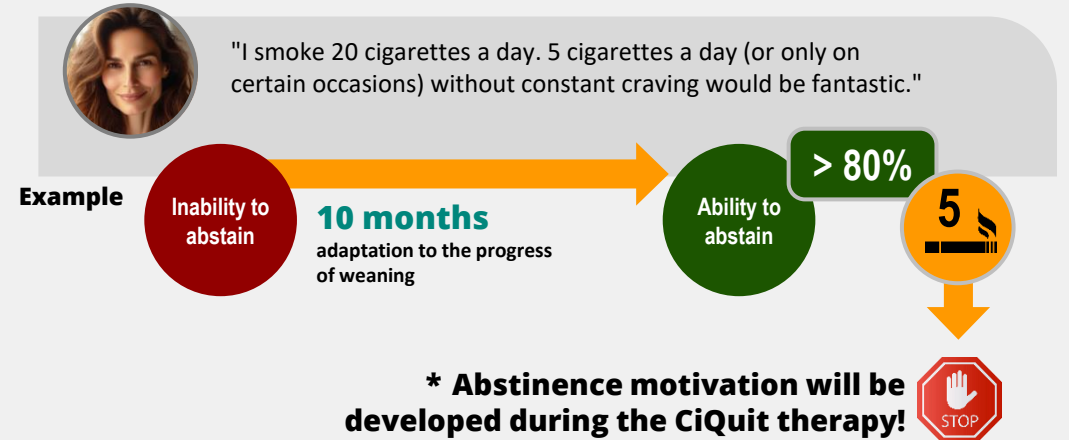 "I smoke 20 cigarettes a day. 5 cigarettes a day (or only on
certain occasions) without constant craving would be fantastic."
Example
Inability to
abstain
10 months
adaptation to the progress
of weaning
Ability to
abstain
> 80%
5
* Abstinence motivation will be
developed during the CiQuit therapy!
STOP